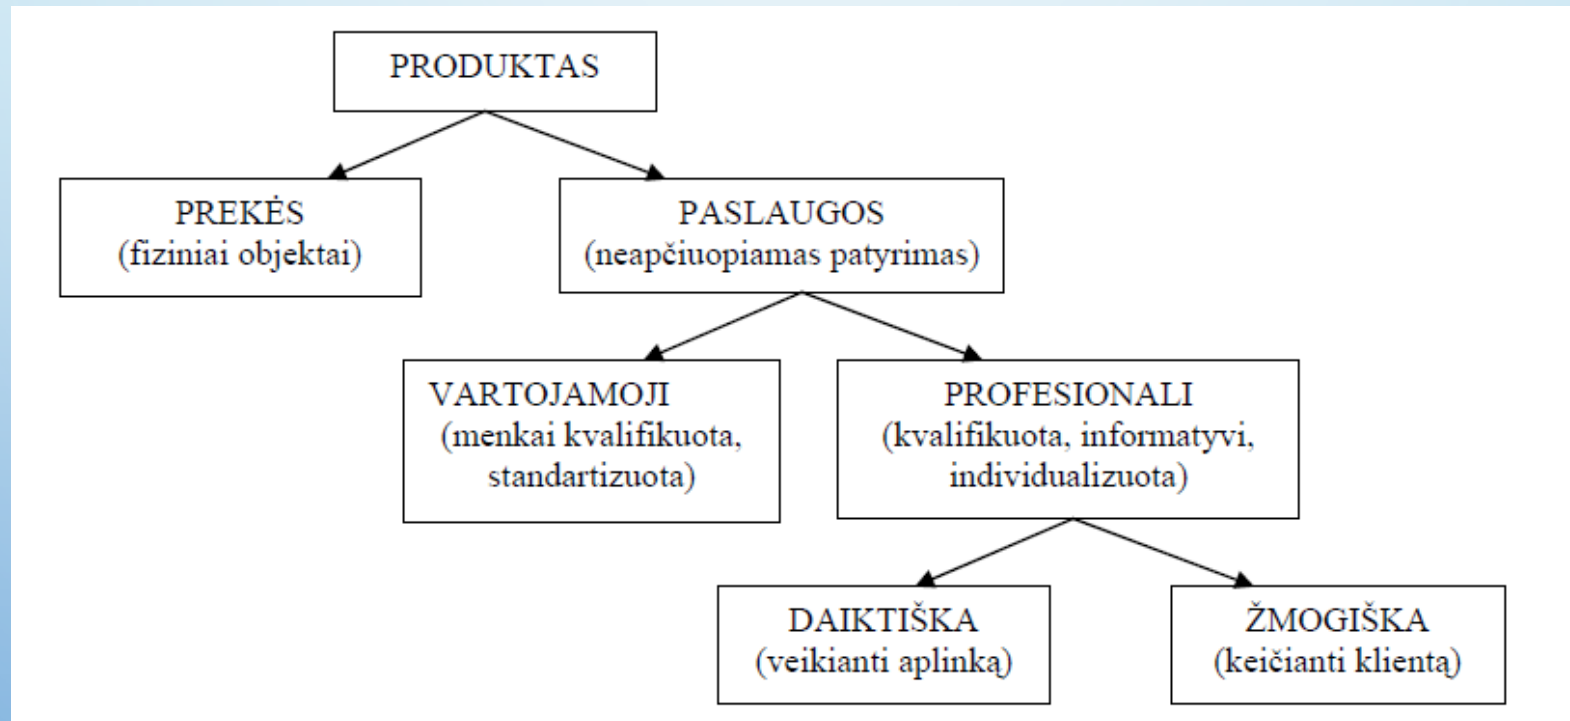 PRODUKTAS
PREKĖS
(fiziniai objektai)
PASLAUGOS
(neapčiuopiamas patyrimas)
VARTOJAMOJI
(menkai kvalifikuota,
standartizuota)
PROFESIONALI
(kvalifikuota, informatyvi,
individualizuota)
DAIKTIŠKA
(veikianti aplinką)
ŽMOGIŠKA
(keičianti klientą)